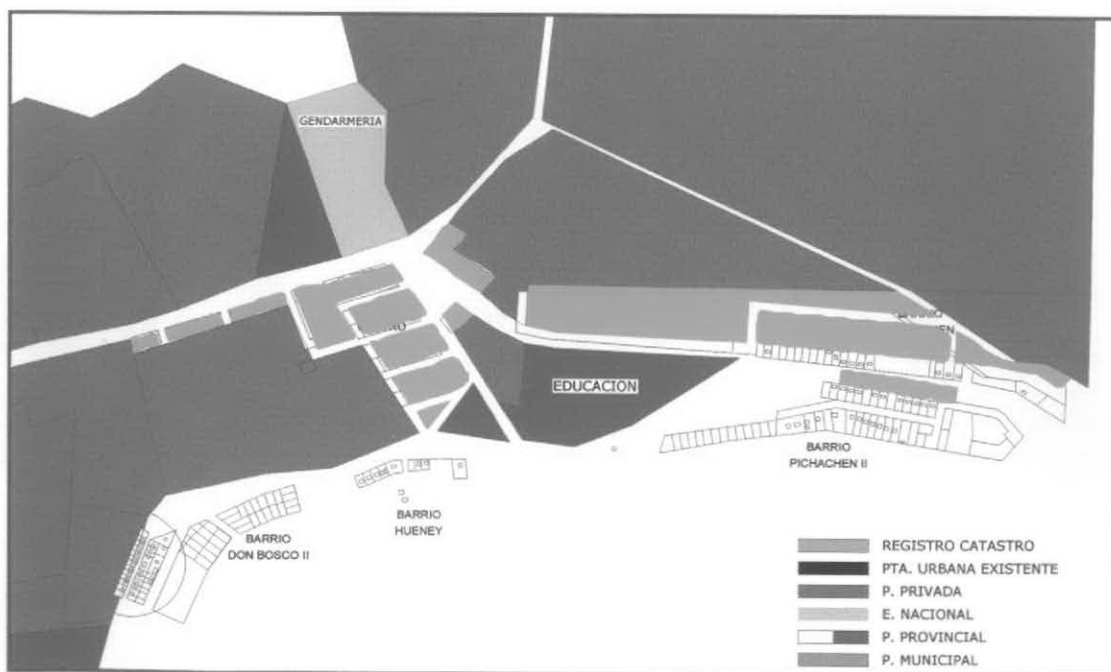 GENDARMERIA
EDUCACION
BARRIO
PICHACHEN II
BARRIO
HUENEY
BARRIO
DON BOSCO II
REGISTRO CATASTRO
PTA. URBANA EXISTENTE
P. PRIVADA
E. NACIONAL
P. PROVINCIAL
P. MUNICIPAL